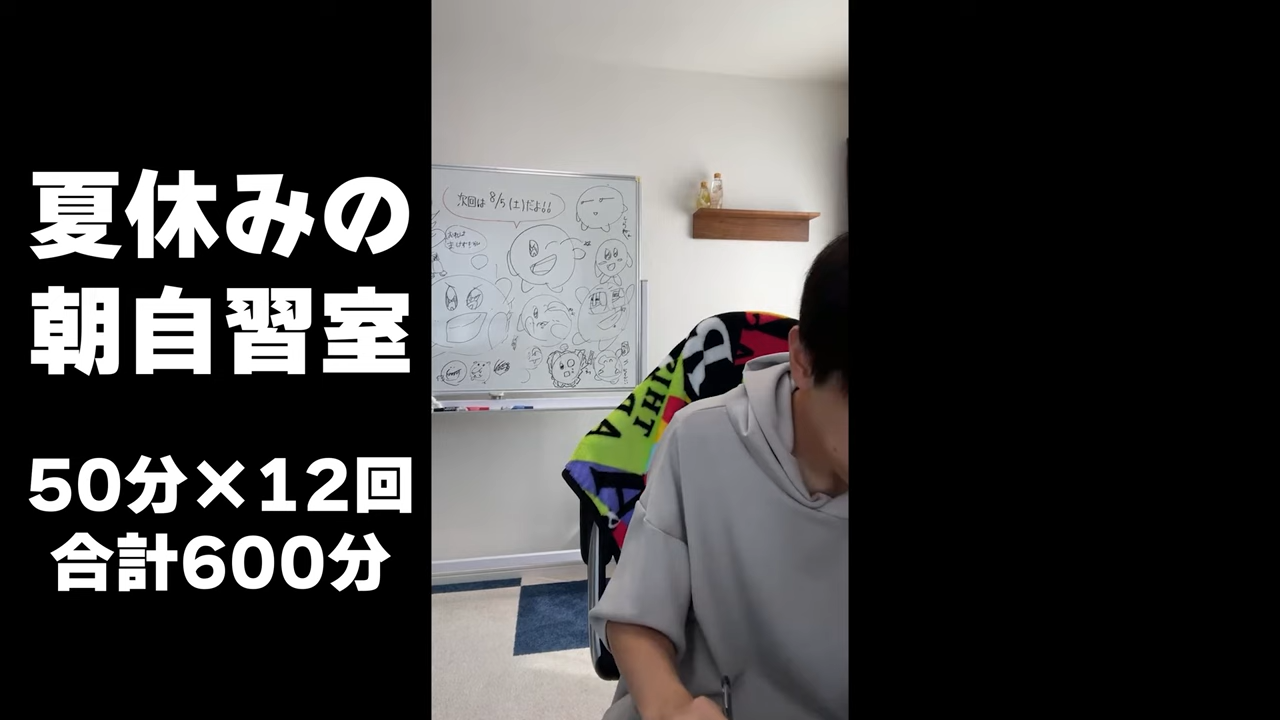 夏休みの
朝自習室
50分×12回
合計600分
次回は 8/5 (土)だよ!!